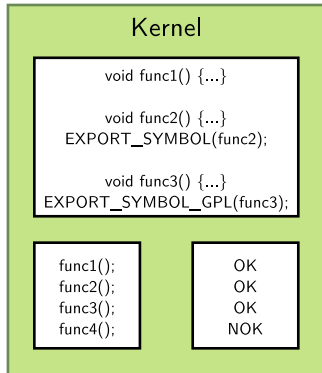 Kernel
void func1() {...}
void func2() {...}
EXPORT_SYMBOL(func2);
void func3() {...}
EXPORT_SYMBOL_GPL(func3);
func1();
func2();
func3();
func4();
OK
OK
OK
NOK